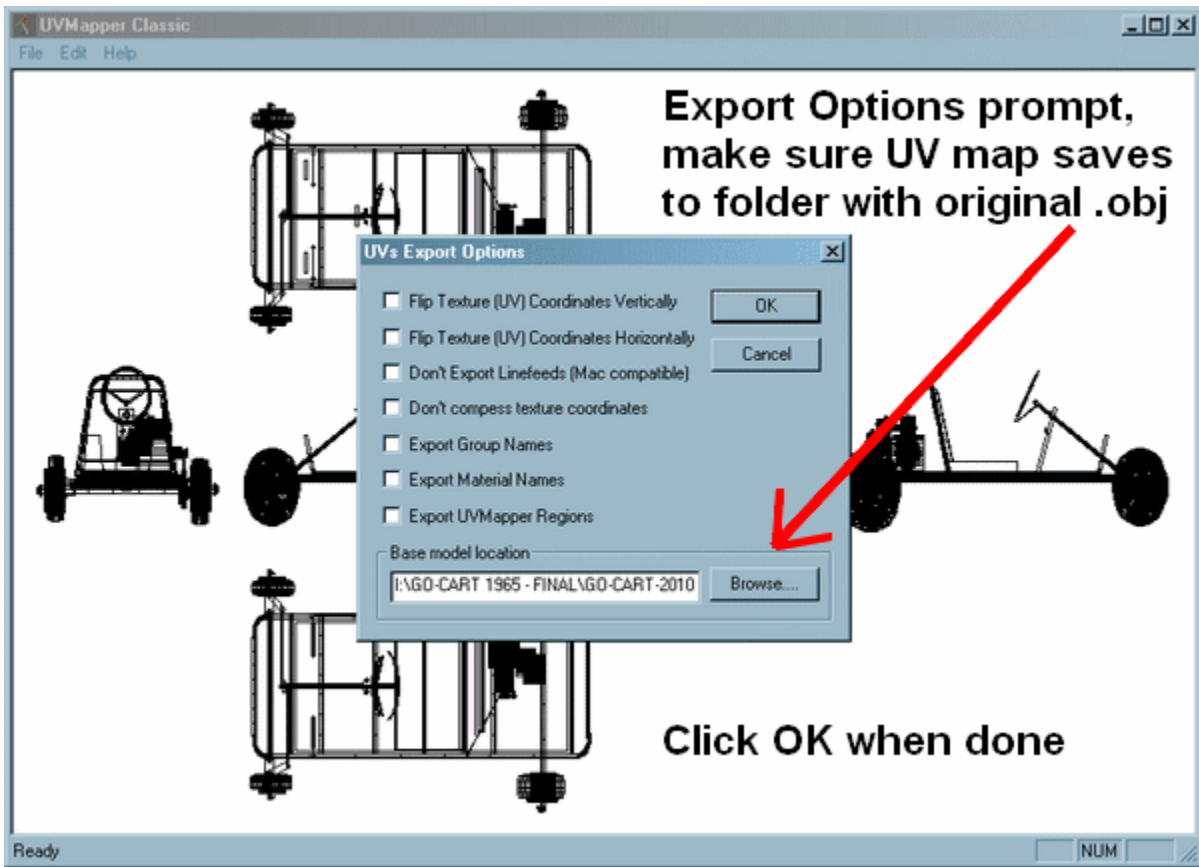 UVMapper Classic
File Edit Help
Export Options prompt,
make sure UV map saves
to folder with original .obj
UVs Export Options
Flip Texture (UV) Coordinates Vertically
OK
Flip Texture (UV) Coordinates Horizontally
Cancel
Don't Export Linefeeds (Mac compatible)
Don't compess texture coordinates
Export Group Names
Export Material Names
Export UVMapper Regions
Base model location
I:\GO-CART 1965 - FINAL\GO-CART-2010
Browse....
Click OK when done
Ready
NUM